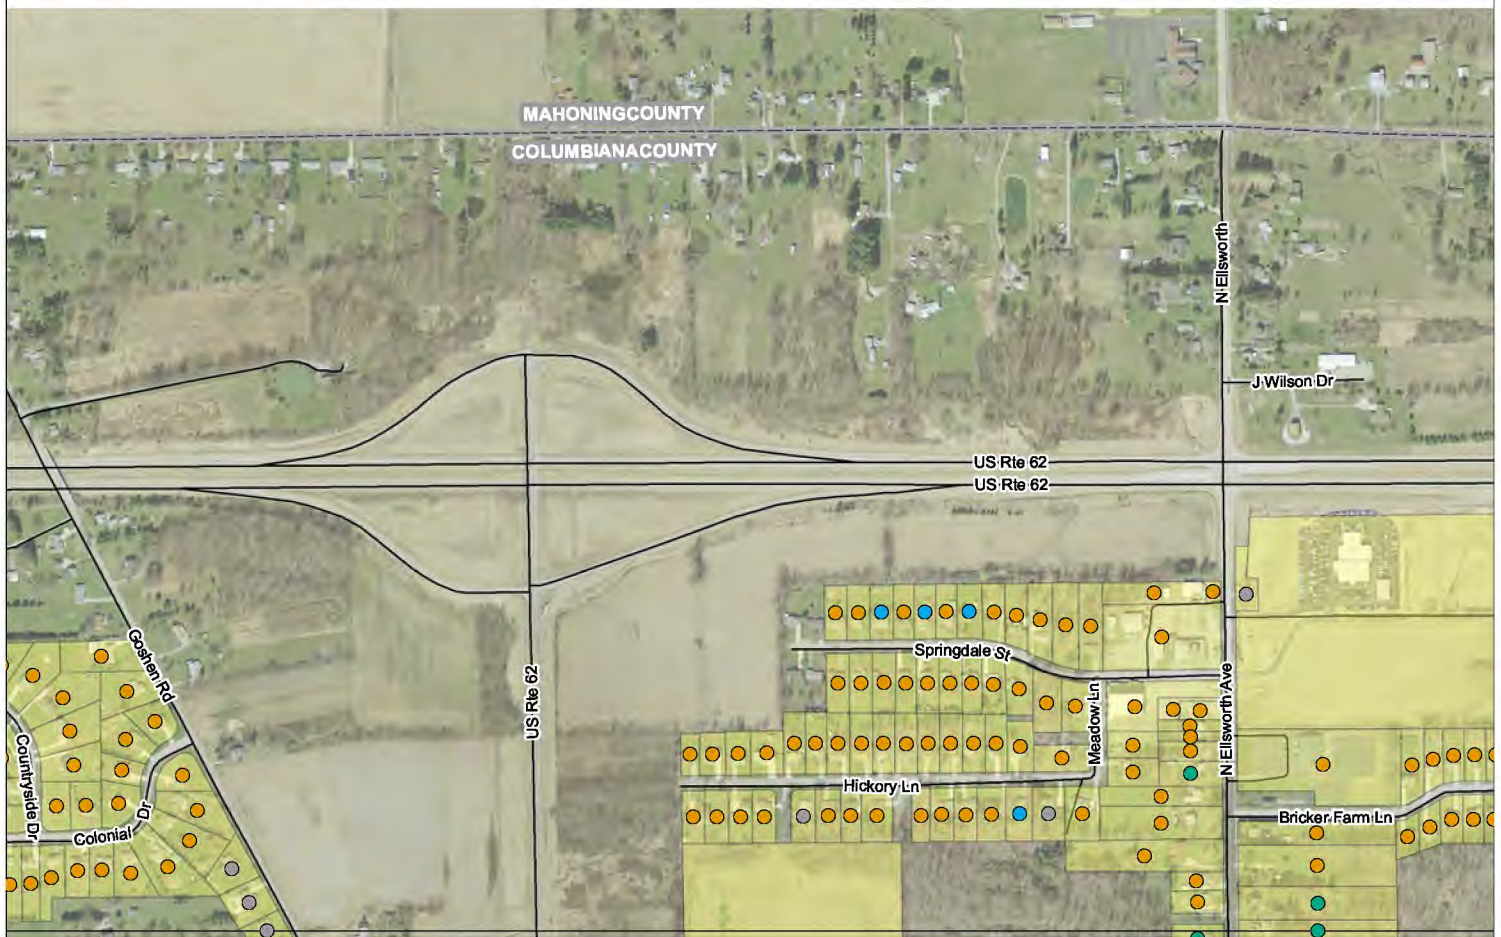 MAHONINGCOUNTY
COLUMBIANACOUNTY
N Ellsworth
J Wilson Dr
US Rte 62
US Rte 62
Goshen Rd
US Rte 62
Springdale St
Meadow Ln
N Ellsworth Ave
Countryside Dr
Hickory Ln
Colonial Dr
Bricker Farm Ln